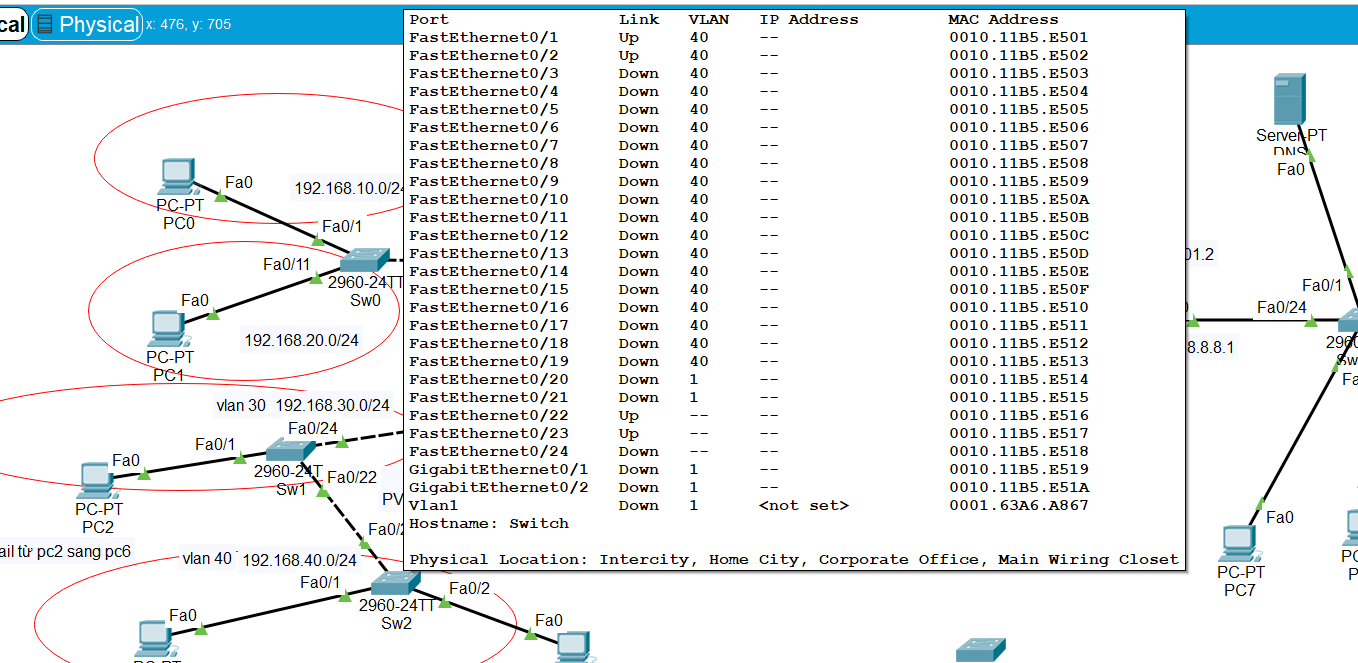 cal Physical x: 476, y: 705
Port Link VLAN IP Address MAC Address
FastEthernet0/1 Up 40 -- 0010.11B5.E501
FastEthernet0/2 Up 40 -- 0010.11B5.E502
FastEthernet0/3 Down 40 -- 0010.11B5.E503
FastEthernet0/4 Down 40 -- 0010.11B5.E504
FastEthernet0/5 Down 40 -- 0010.11B5.E505
FastEthernet0/6 Down 40 -- 0010.11B5.E506
FastEthernet0/7 Down 40 -- 0010.11B5.E507
FastEthernet0/8 Down 40 -- 0010.11B5.E508
FastEthernet0/9 Down 40 -- 0010.11B5.E509
FastEthernet0/10 Down 40 -- 0010.11B5.E50A
FastEthernet0/11 Down 40 -- 0010.11B5.E50B
FastEthernet0/12 Down 40 -- 0010.11B5.E50C
FastEthernet0/13 Down 40 -- 0010.11B5.E50D
FastEthernet0/14 Down 40 -- 0010.11B5.E50E
FastEthernet0/15 Down 40 -- 0010.11B5.E50F
FastEthernet0/16 Down 40 -- 0010.11B5.E510
FastEthernet0/17 Down 40 -- 0010.11B5.E511
FastEthernet0/18 Down 40 -- 0010.11B5.E512
FastEthernet0/19 Down 40 -- 0010.11B5.E513
FastEthernet0/20 Down 1 -- 0010.11B5.E514
FastEthernet0/21 Down 1 -- 0010.11B5.E515
FastEthernet0/22 Up -- -- 0010.11B5.E516
FastEthernet0/23 Up -- -- 0010.11B5.E517
FastEthernet0/24 Down -- -- 0010.11B5.E518
GigabitEthernet0/1 Down 1 -- 0010.11B5.E519
GigabitEthernet0/2 Down 1 -- 0010.11B5.E51A
Vlan1 Down 1 <not set> 0001.63A6.A867
Hostname: Switch
Physical Location: Intercity, Home City, Corporate Office, Main Wiring Closet
Fa0
192.168.10.0/24
PC-PT
PC0
Fa0/1
Fa0/11
2960-24TT
Sw0
Fa0
192.168.20.0/24
PC-PT
PC1
vlan 30 192.168.30.0/24
Fa0/24
Fa0/1
Fa0
2960-24T
Sw1
Fa0/22
PV
PC-PT
PC2
Fa0/2
ail từ pc2 sang pc6
vlan 40
192.168.40.0/24
Fa0/1
Fa0/2
2960-24TT
Sw2
Fa0
Fa0
PC-PT
Server-PT
DNS
Fa0
01.2
Fa0/1
Fa0/24
8.8.8.1
2960
Sw
Fa
Fa0
PC-PT
PC7
PC
P